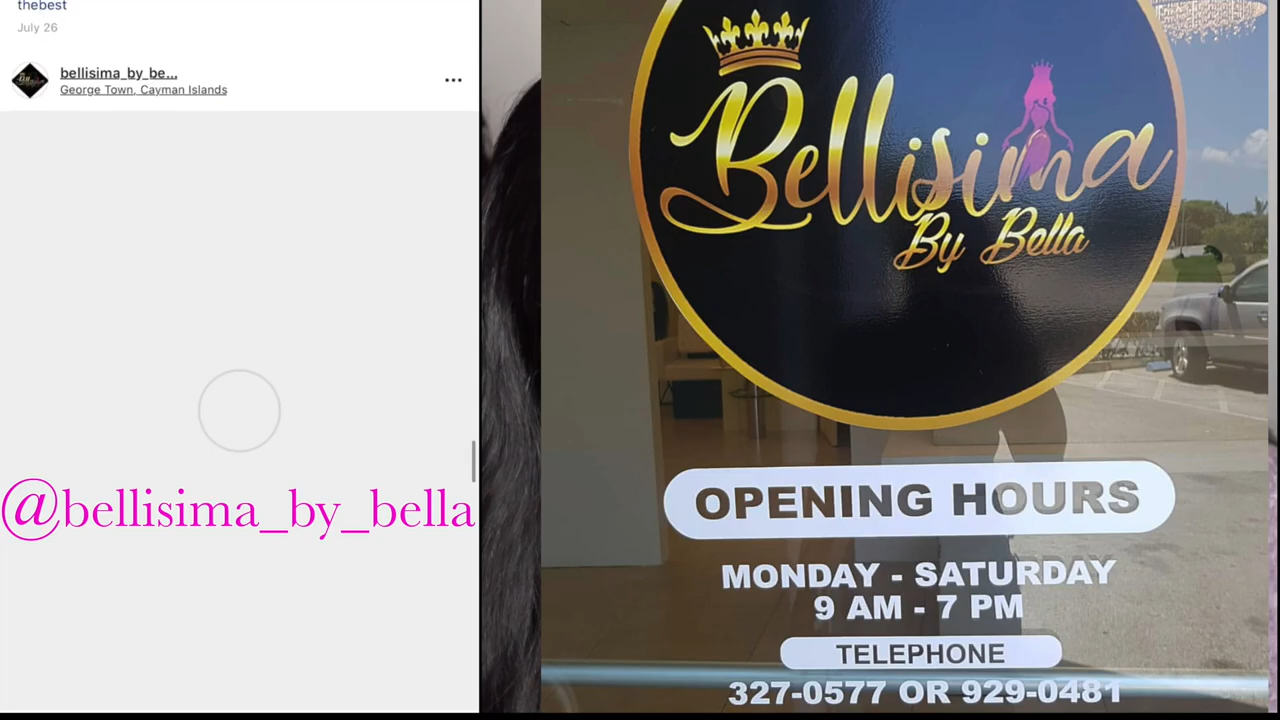 thebest
July 26
bellisima_by_be...
George Town, Cayman Islands
@bellisima_by_bella
Bellisima
By Bella
OPENING HOURS
MONDAY - SATURDAY
9 AM - 7 PM
TELEPHONE
327-0577 OR 929-0481